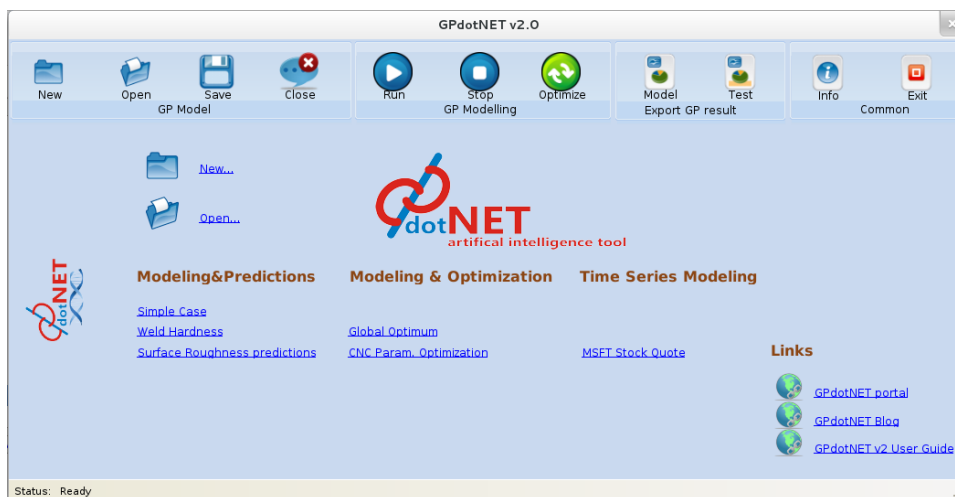 GPdotNET v2.0
New Open Save Close Run Stop Optimize Model Test Info Exit
GP Model GP Modelling Export GP result Common
New...
Open...
dotNET
artifical intelligence tool
dotNET
Modeling&Predictions Modeling & Optimization Time Series Modeling
Simple Case
Weld Hardness Global Optimum
Surface Roughness predictions CNC Param. Optimization MSFT Stock Quote
Links
GPdotNET portal
GPdotNET Blog
GPdotNET v2 User Guide
Status: Ready